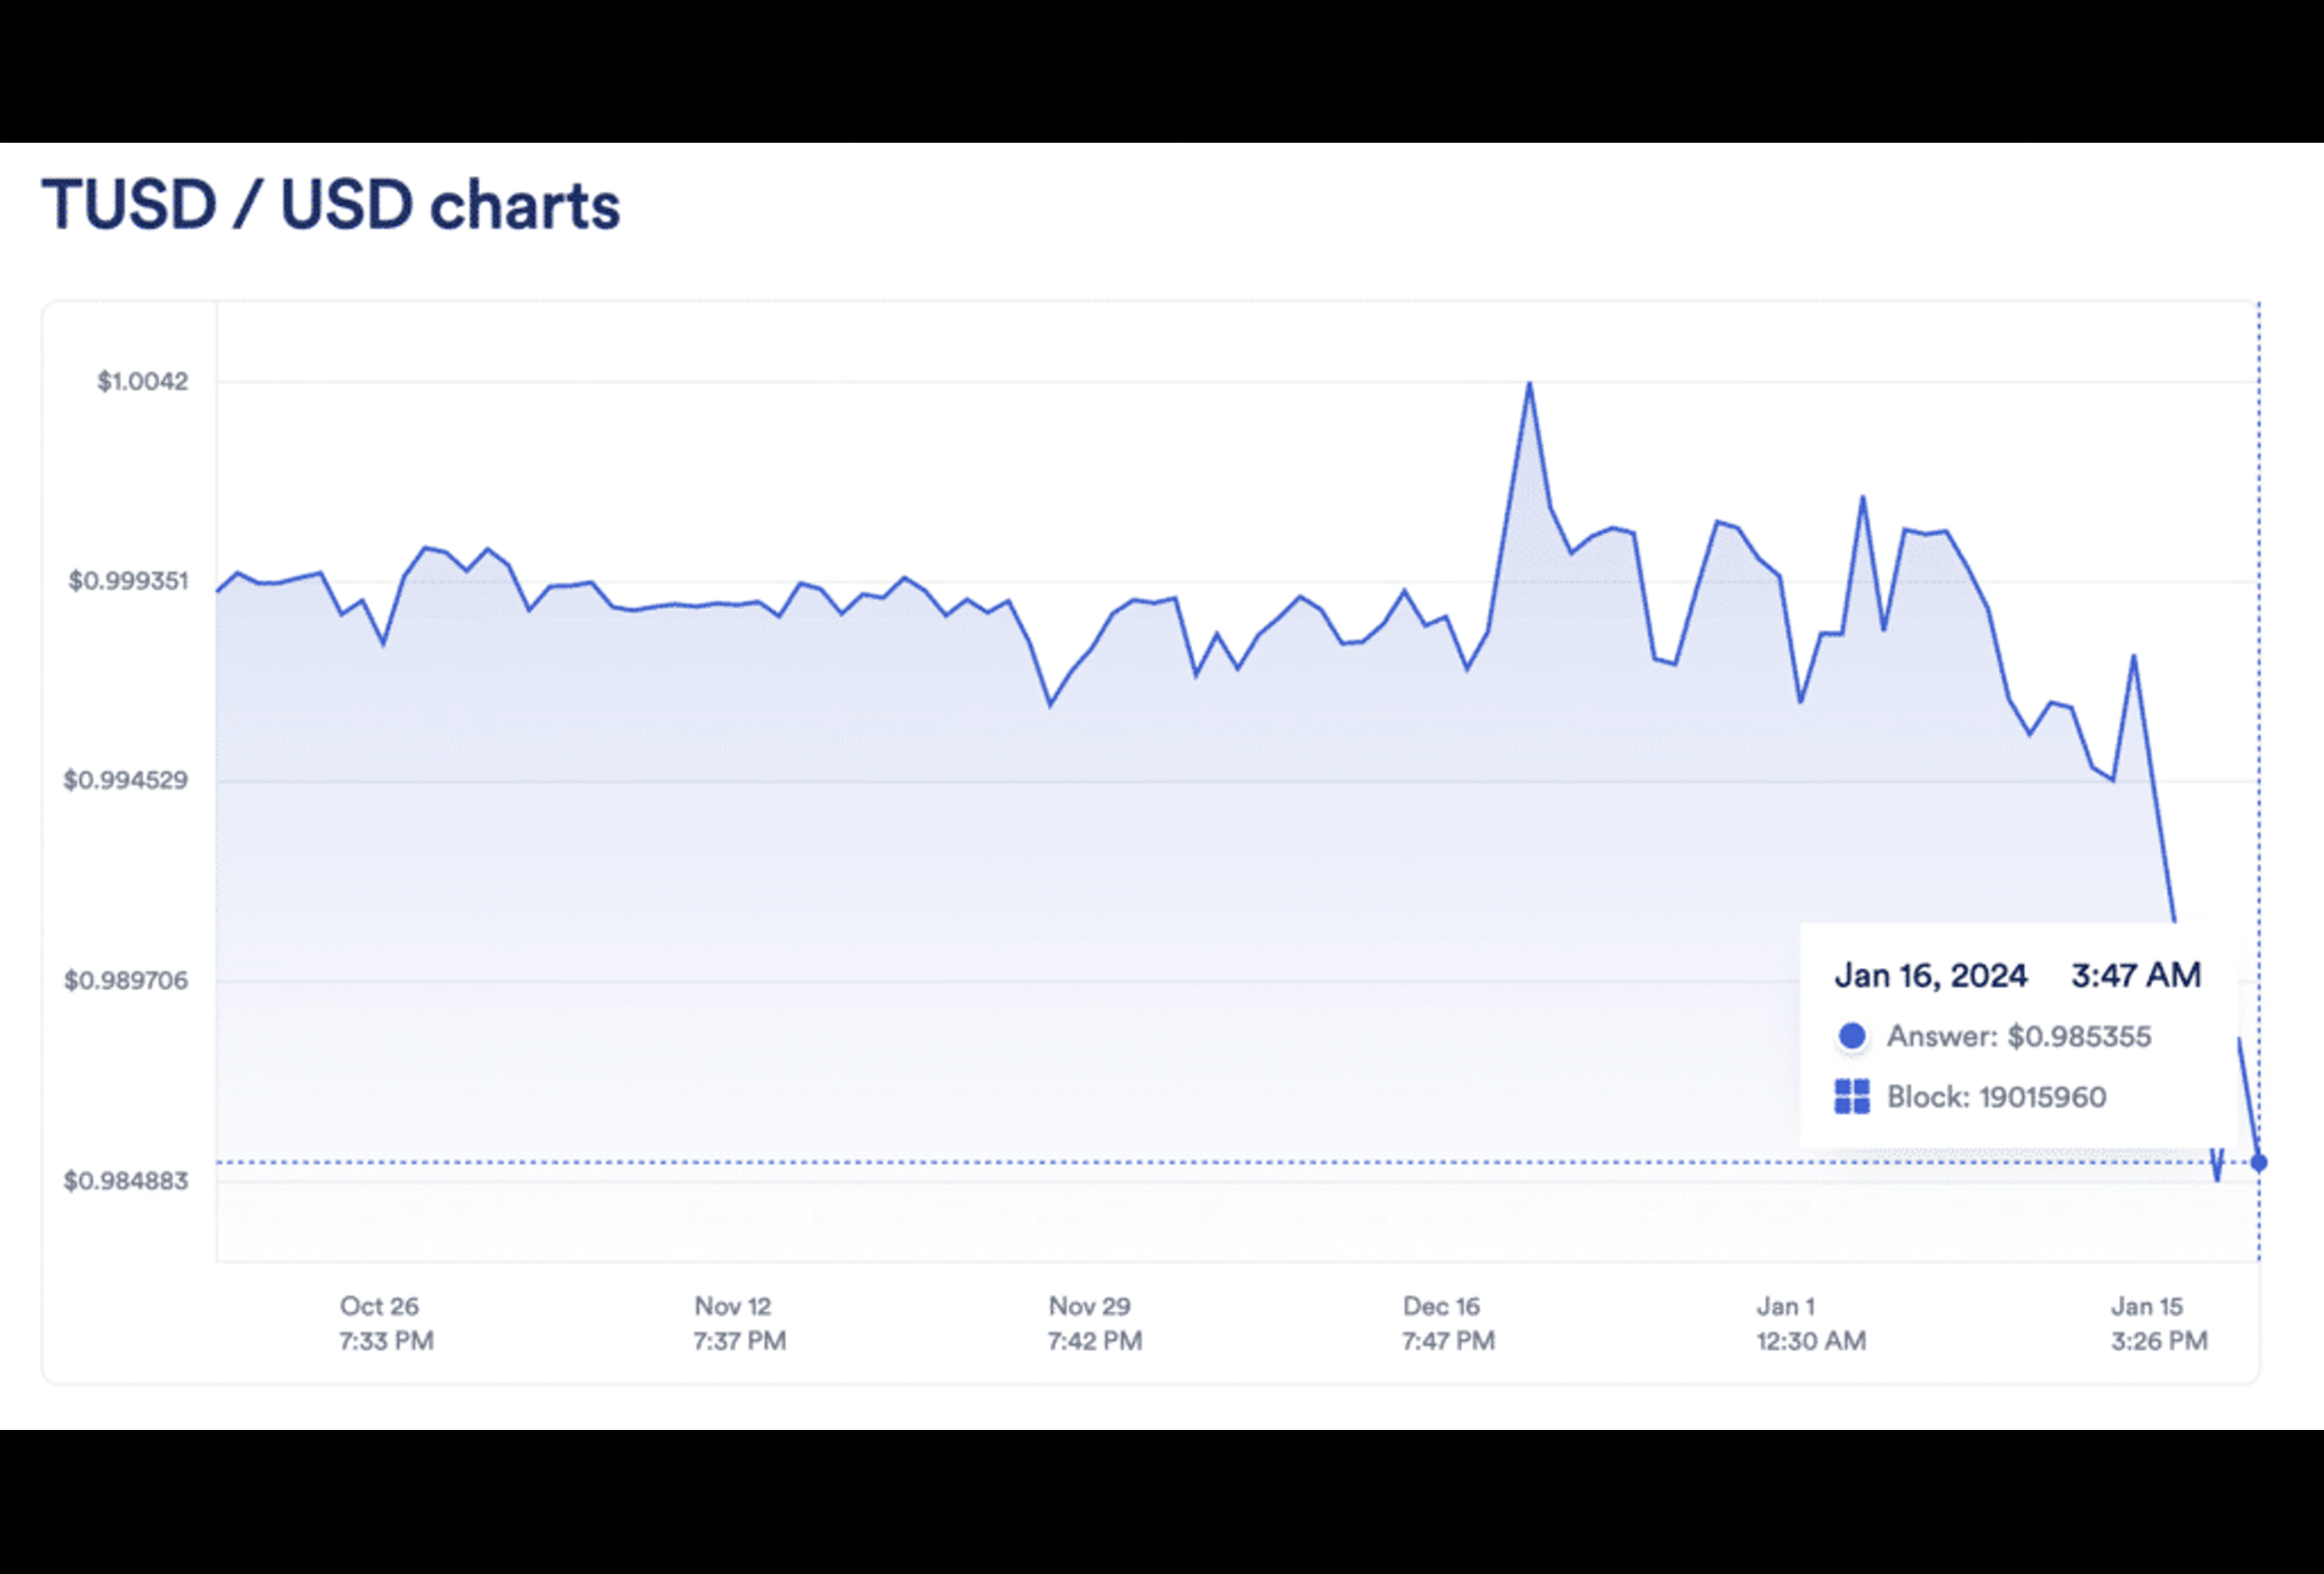 TUSD / USD charts
$1.0042
$0.999351
$0.994529
$0.989706
$0.984883
Jan 16, 2024 3:47 AM
Answer: $0.985355
Block: 19015960
Oct 26
7:33 PM
Nov 12
7:37 PM
Nov 29
7:42 PM
Dec 16
7:47 PM
Jan 1
12:30 AM
Jan 15
3:26 PM